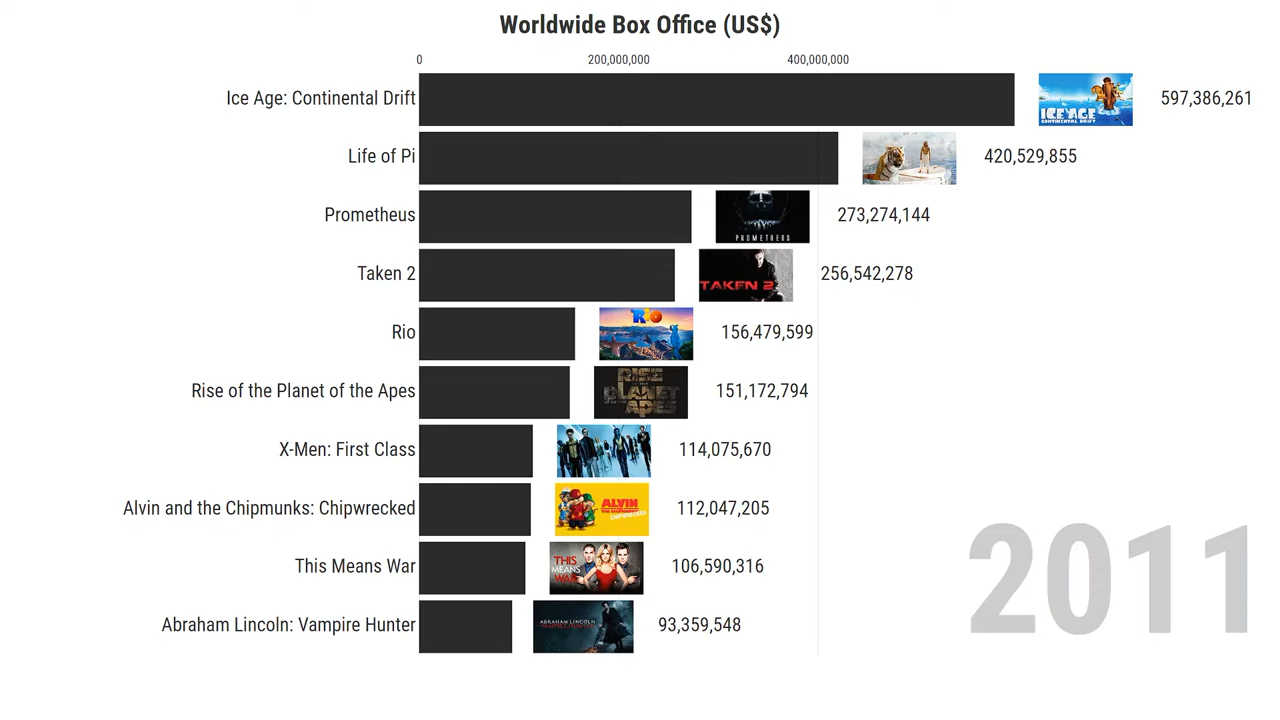 Worldwide Box Office (US$)
0 200,000,000 400,000,000
Ice Age: Continental Drift ICE AGE CONTINENTAL DRIFT 597,386,261
Life of Pi 420,529,855
Prometheus PROMETHEUS 273,274,144
Taken 2 TAKEN 2 256,542,278
Rio RIO 156,479,599
Rise of the Planet of the Apes RISE PLANET APES 151,172,794
X-Men: First Class 114,075,670
Alvin and the Chipmunks: Chipwrecked ALVIN CHIPWRECKED 112,047,205
This Means War THIS MEANS WAR 106,590,316
Abraham Lincoln: Vampire Hunter ABRAHAM LINCOLN VAMPIRE HUNTER 93,359,548
2011